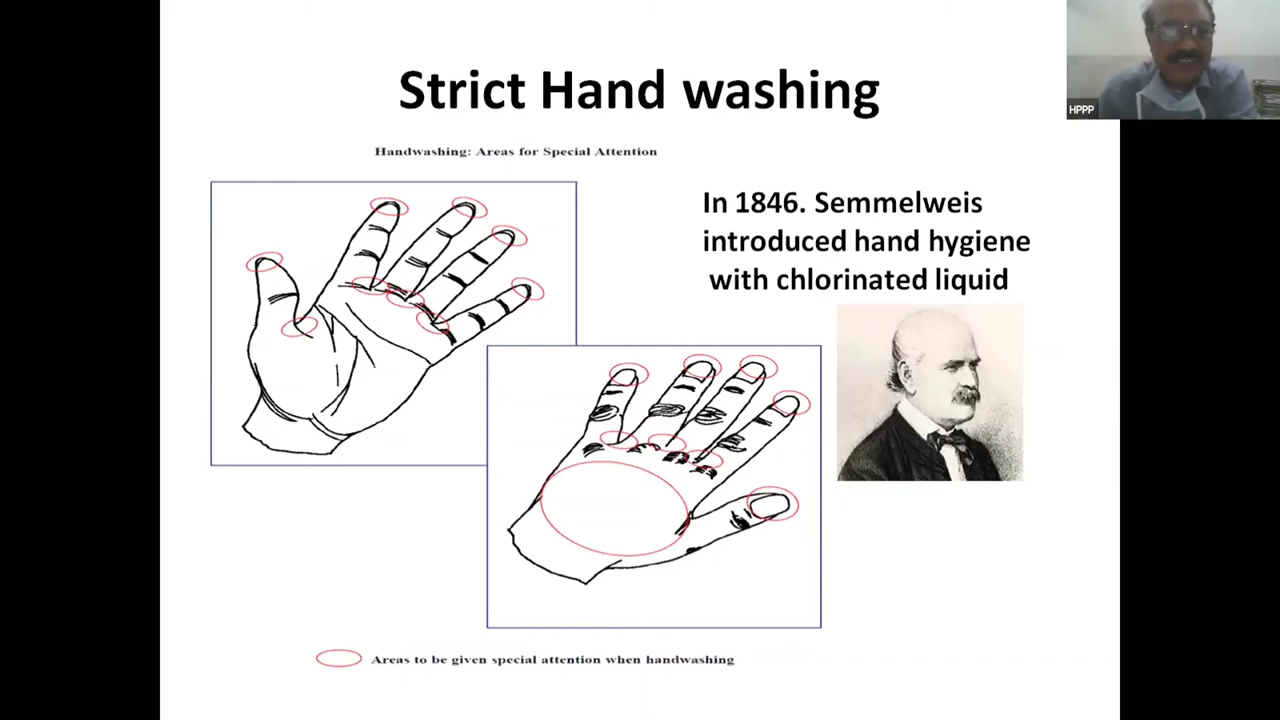 Strict Hand washing
HPPP
Handwashing: Areas for Special Attention
In 1846. Semmelweis
introduced hand hygiene
with chlorinated liquid
Areas to be given special attention when handwashing